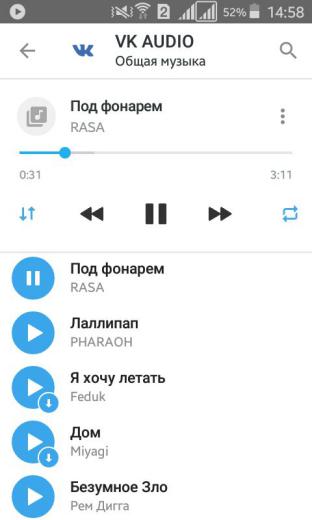 2 52% 14:58
VK AUDIO
Общая музыка
Под фонарем
RASA
0:31 3:11
Под фонарем
RASA
Лаллипап
PHARAOH
Я хочу летать
Feduk
Дом
Miyagi
Безумное Зло
Рем Дигга